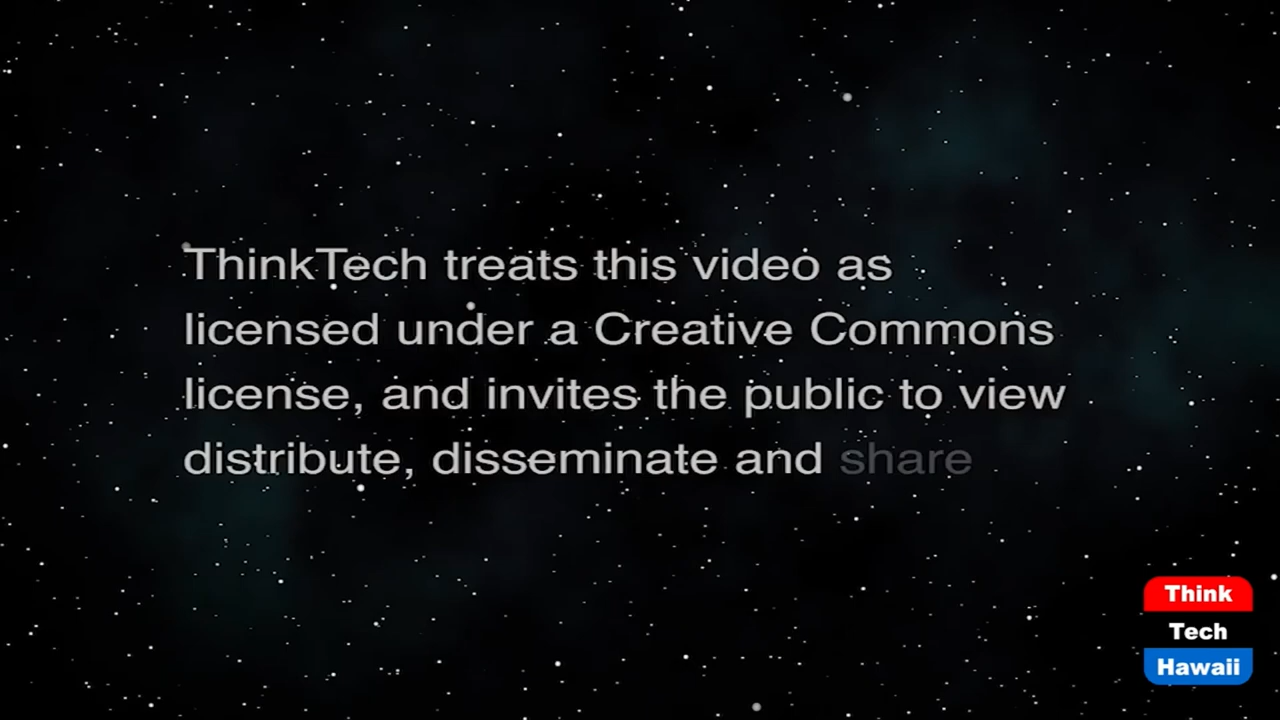 ThinkTech treats this video as
licensed under a Creative Commons
license, and invites the public to view
distribute, disseminate and share
Think
Tech
Hawaii